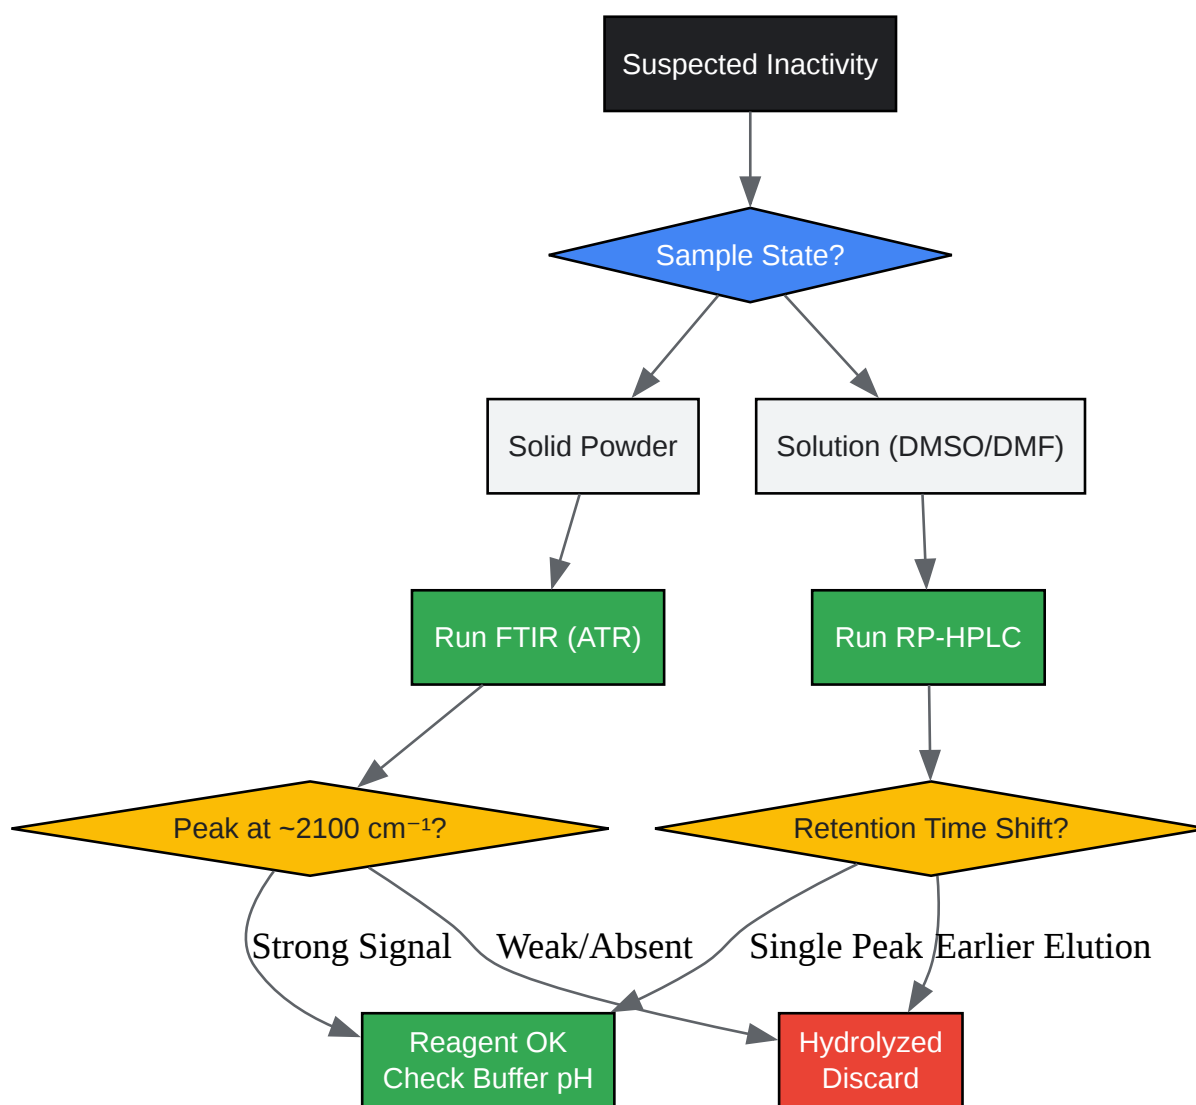 Suspected Inactivity
Sample State?
Solid Powder
Solution (DMSO/DMF)
Run FTIR (ATR)
Run RP-HPLC
Peak at ~2100 cm⁻¹?
Retention Time Shift?
Strong Signal
Weak/Absent
Single Peak
Earlier Elution
Reagent OK
Check Buffer pH
Hydrolyzed
Discard